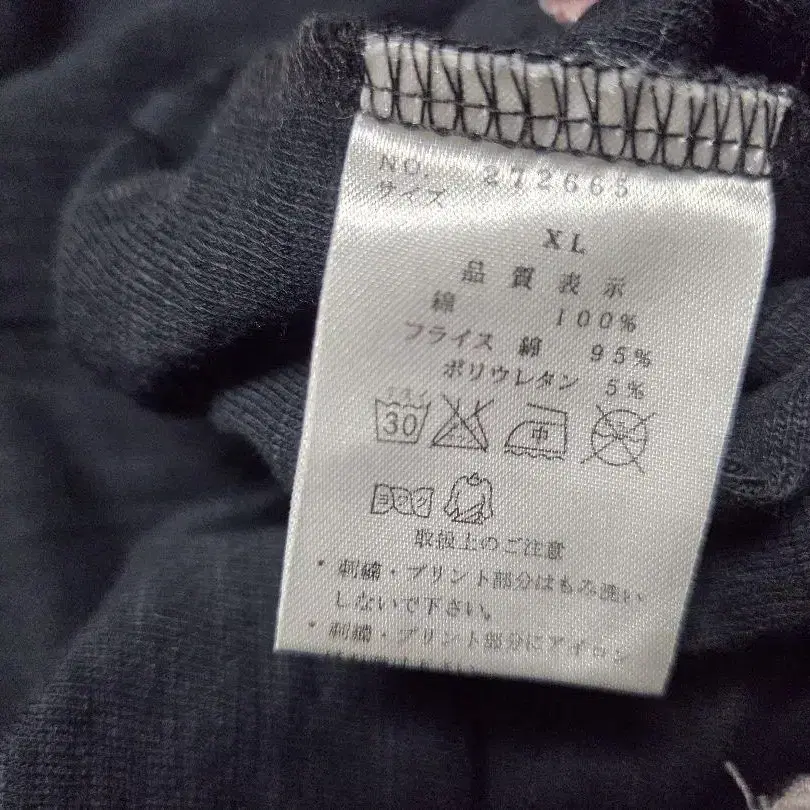 NO. 272665
サイズ
XL
品質表示
綿 100%
フライス 綿 95%
ポリウレタン 5%
30
中
ヨワク
取扱上のご注意
・刺繍・プリント部分はもみ洗い
しないで下さい。
・刺繍・プリント部分にアイロン